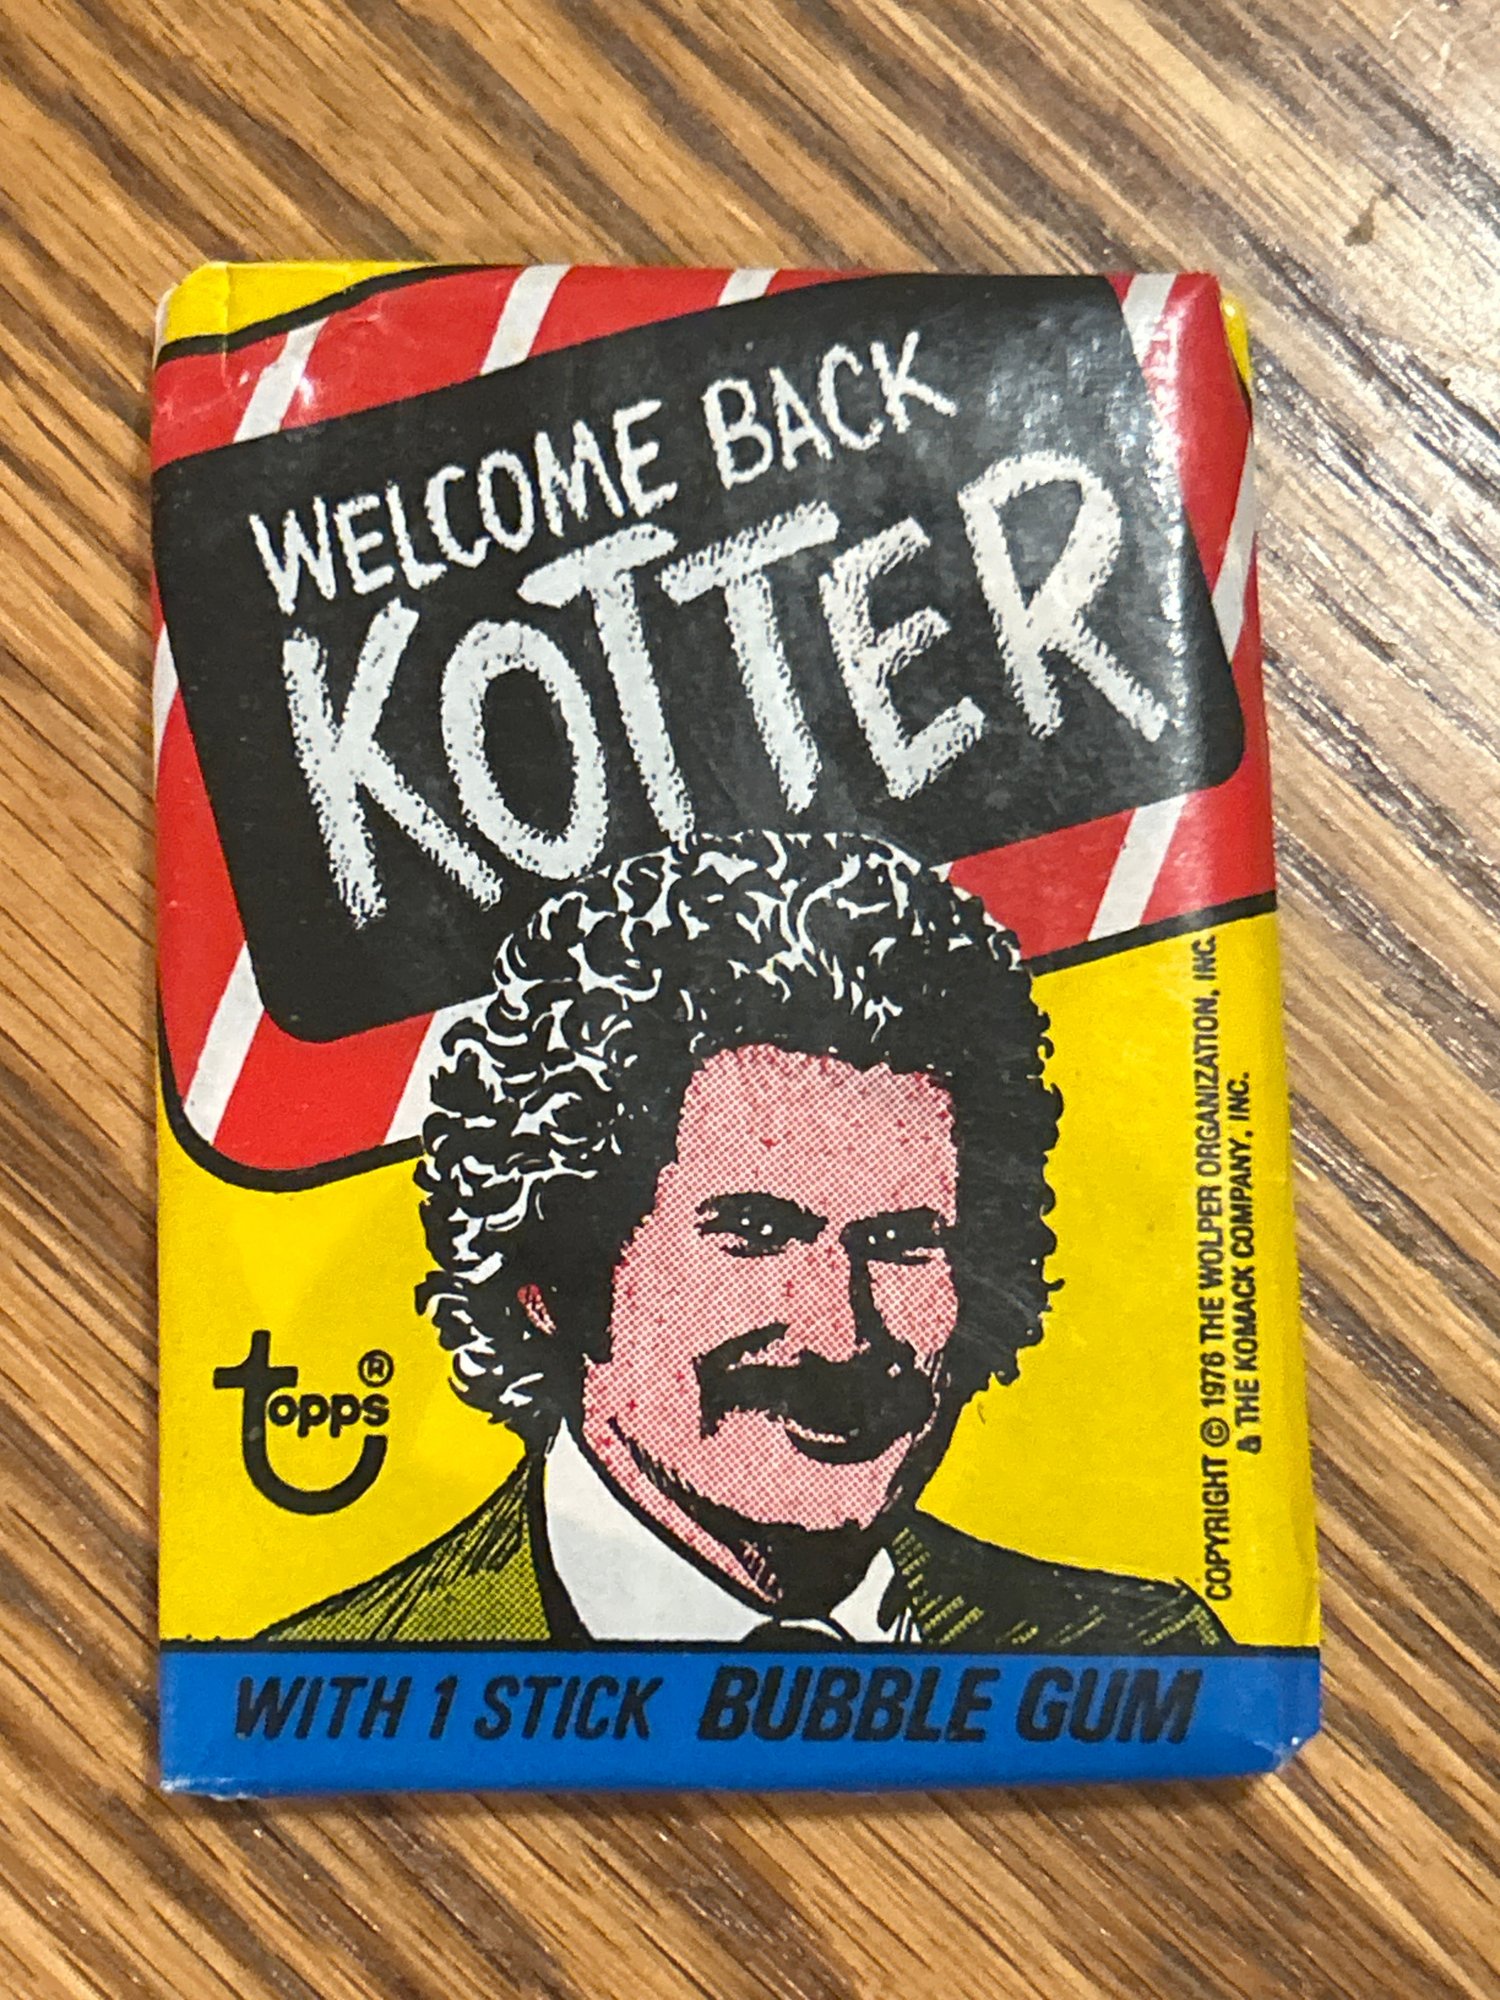 WELCOME BACK
KOTTER
topps®
COPYRIGHT © 1976 THE WOLPER ORGANIZATION, INC.
& THE KOMACK COMPANY, INC.
WITH 1 STICK BUBBLE GUM